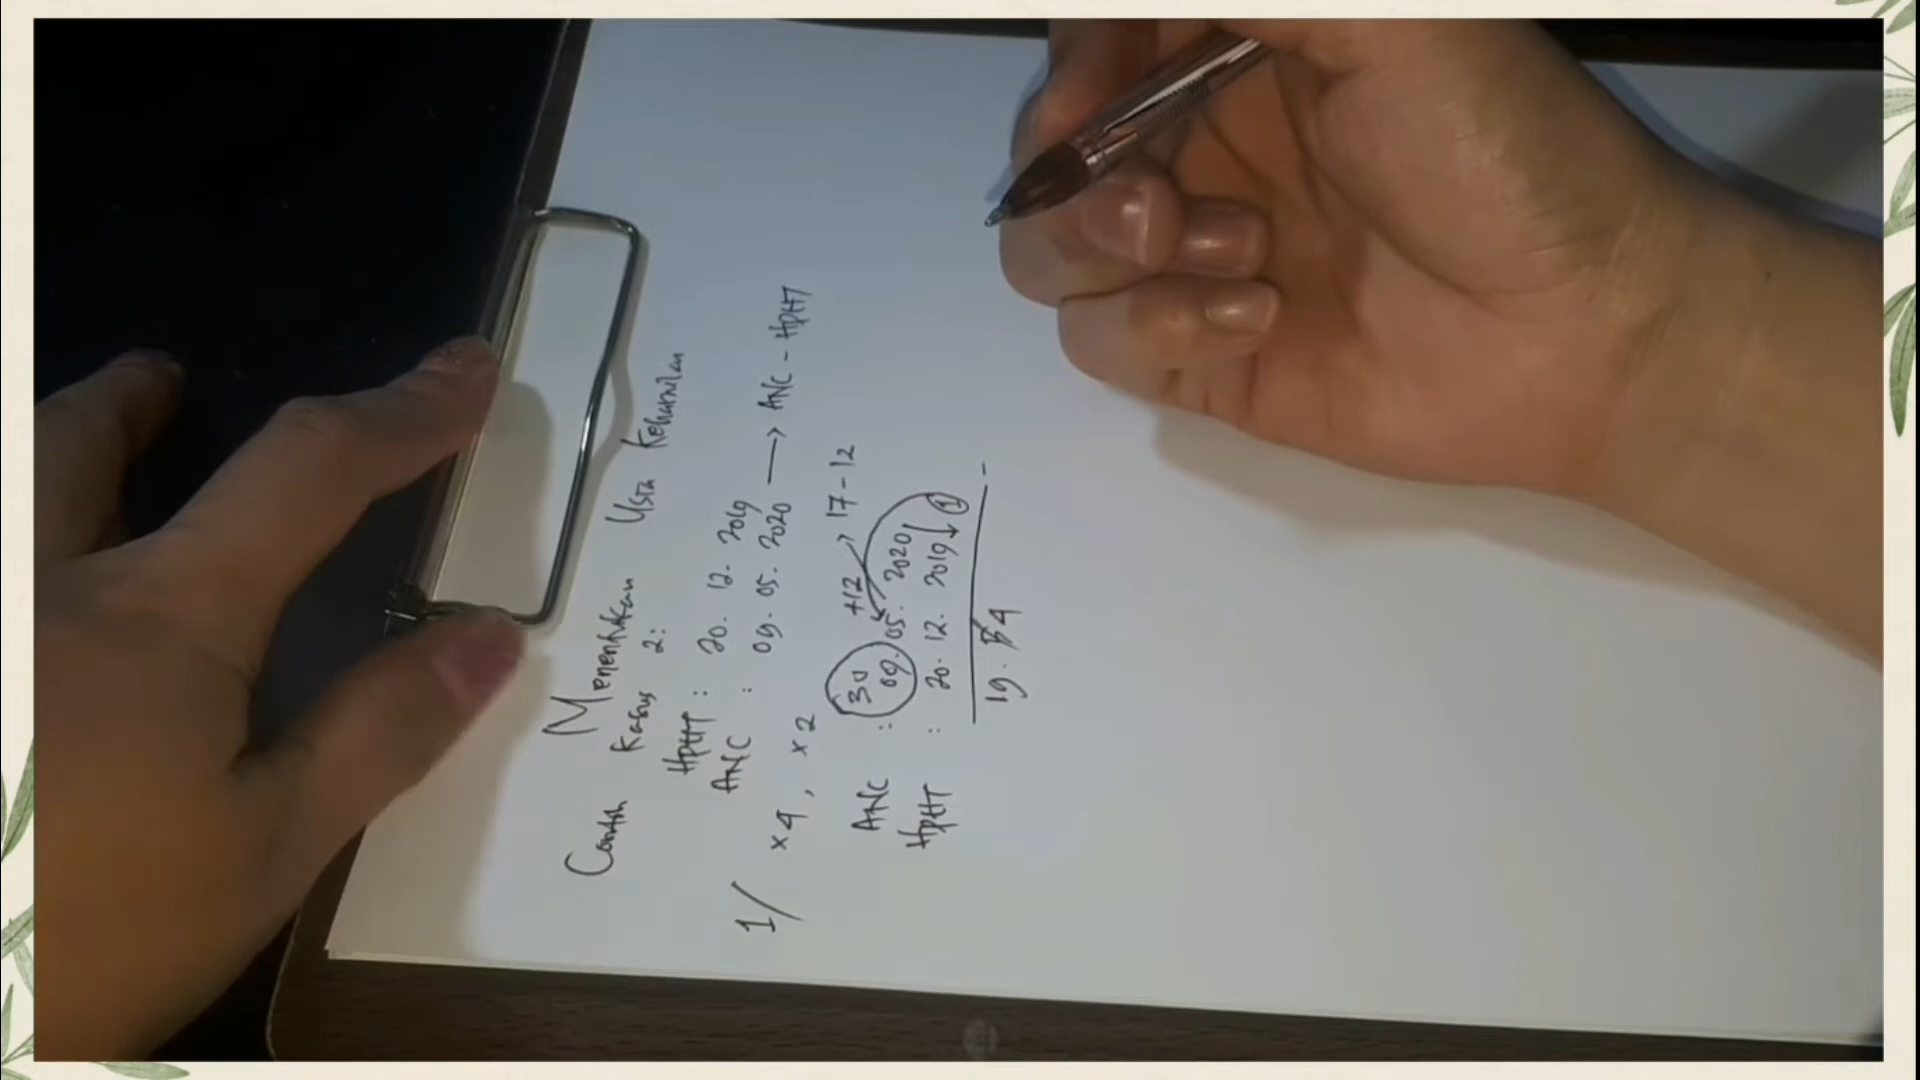 Menentukan Usia Kehamilan
Contoh Kasus 2:
HPHT : 20. 12. 2019
ANC : 09. 05. 2020 → ANC - HPHT
1/ x4, x2
30 +12 → 17 - 12
ANC : 09. 05. 2020
HPHT : 20. 12. 2019 1
-
19. 5 4